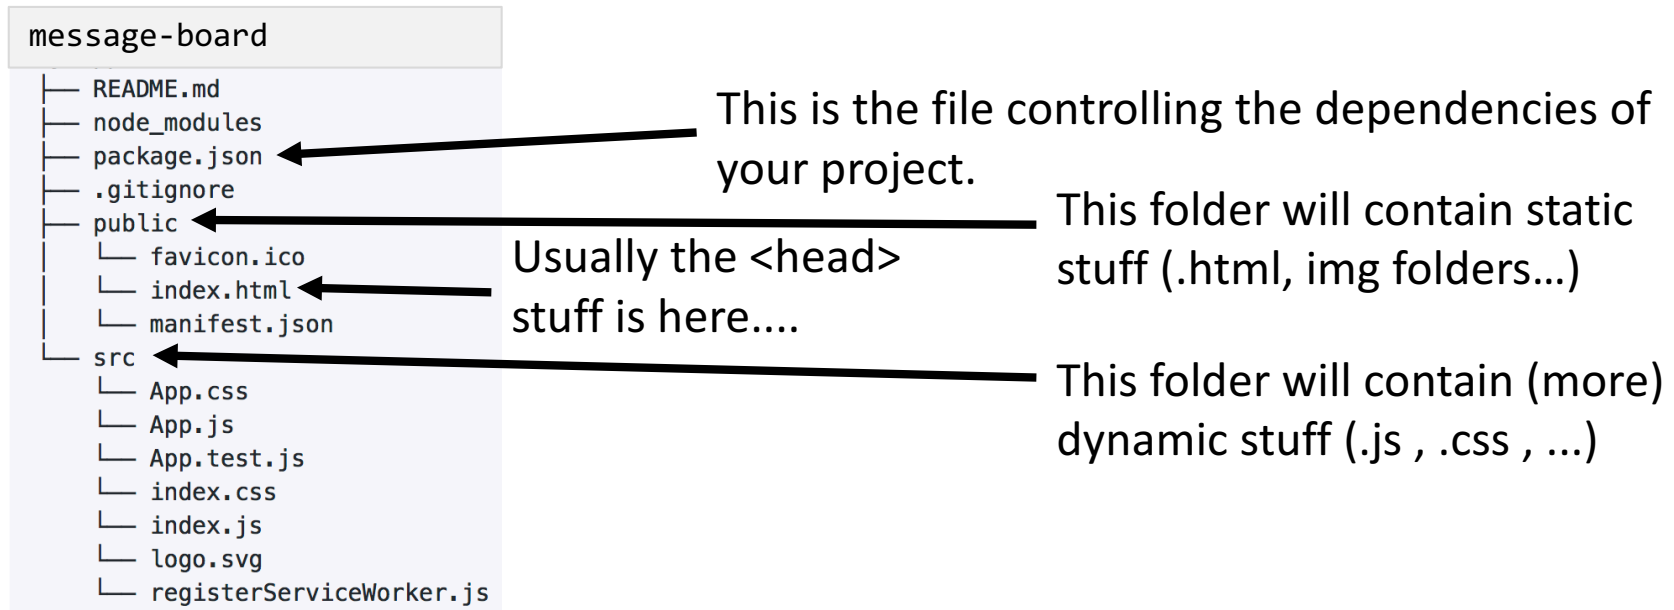 message-board
├── README.md
├── node_modules
├── package.json
├── .gitignore
├── public
│   └── favicon.ico
│   └── index.html
│   └── manifest.json
└── src
    └── App.css
    └── App.js
    └── App.test.js
    └── index.css
    └── index.js
    └── logo.svg
    └── registerServiceWorker.js
This is the file controlling the dependencies of
your project.
This folder will contain static
stuff (.html, img folders…)
Usually the <head>
stuff is here....
This folder will contain (more)
dynamic stuff (.js , .css , ...)